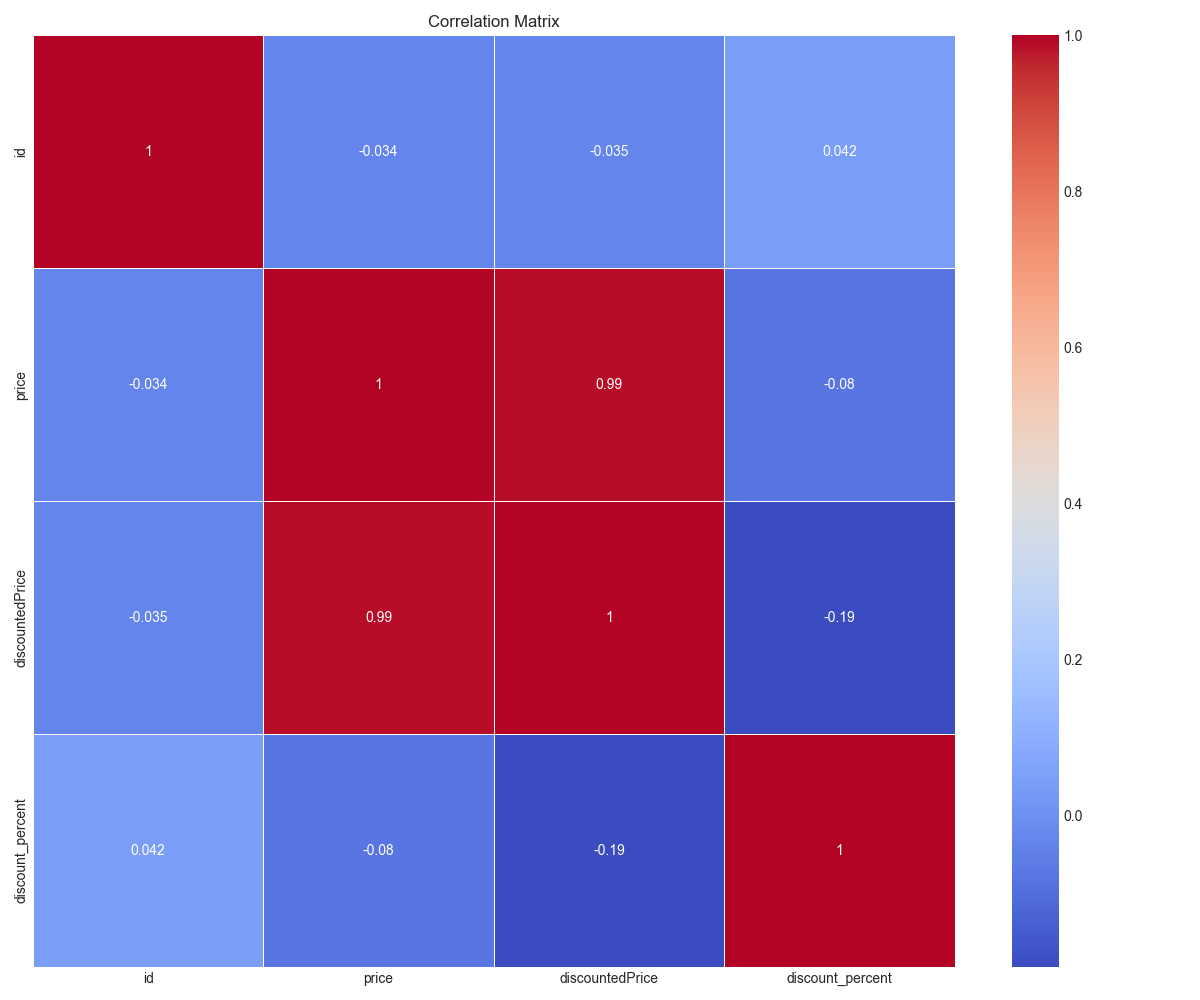 Correlation Matrix
id 1 -0.034 -0.035 0.042
price -0.034 1 0.99 -0.08
discountedPrice -0.035 0.99 1 -0.19
discount_percent 0.042 -0.08 -0.19 1
id price discountedPrice discount_percent
1.0
0.8
0.6
0.4
0.2
0.0